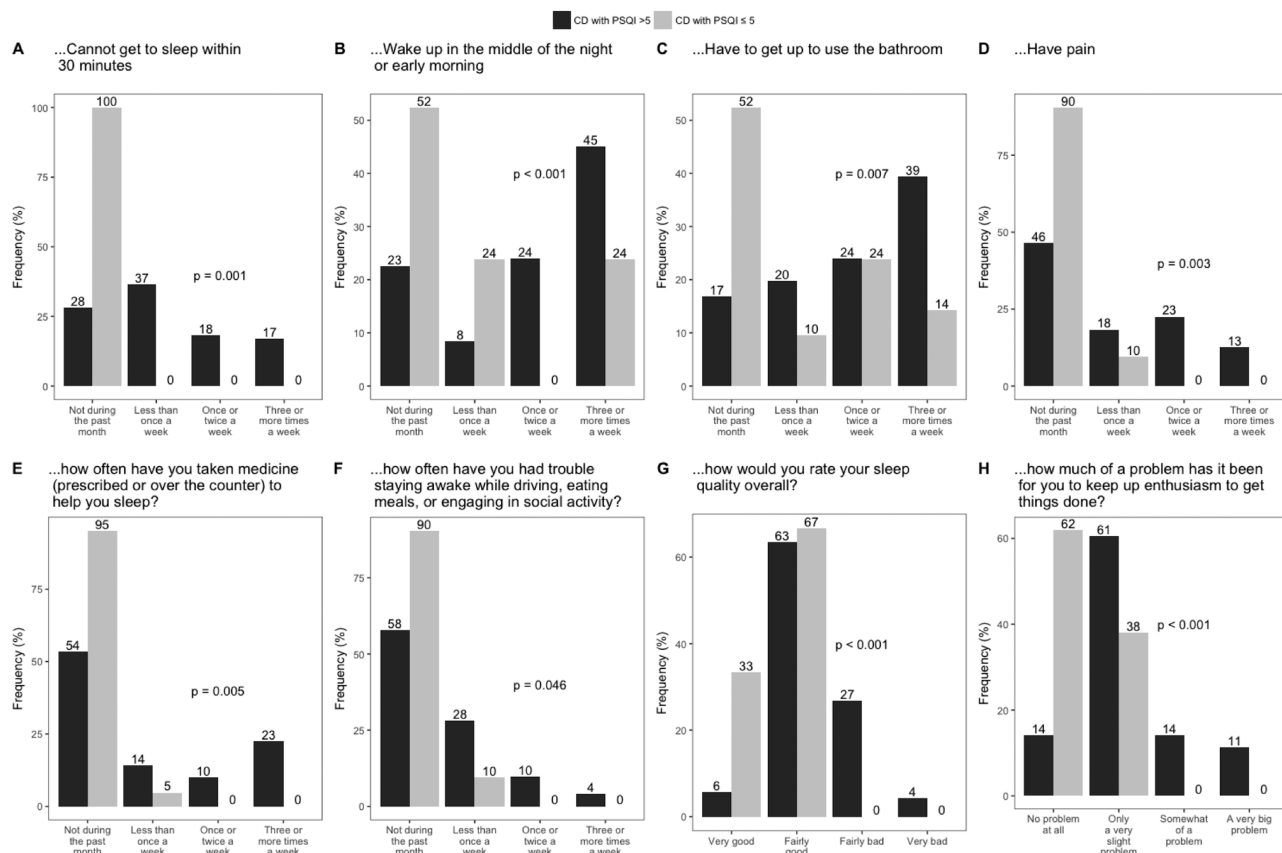 CD with PSQI >5 CD with PSQI ≤ 5
A ...Cannot get to sleep within
30 minutes
Frequency (%)
100
75
50
25
0
28 100
37 0
18 0
17 0
p = 0.001
Not during
the past
month
Less than
once a
week
Once or
twice a
week
Three or
more times
a week
B ...Wake up in the middle of the night
or early morning
Frequency (%)
50
40
30
20
10
0
23 52
8 24
24 0
45 24
p < 0.001
Not during
the past
month
Less than
once a
week
Once or
twice a
week
Three or
more times
a week
C ...Have to get up to use the bathroom
Frequency (%)
50
40
30
20
10
0
17 52
20 10
24 24
39 14
p = 0.007
Not during
the past
month
Less than
once a
week
Once or
twice a
week
Three or
more times
a week
D ...Have pain
Frequency (%)
75
50
25
0
46 90
18 10
23 0
13 0
p = 0.003
Not during
the past
month
Less than
once a
week
Once or
twice a
week
Three or
more times
a week
E ...how often have you taken medicine
(prescribed or over the counter) to
help you sleep?
Frequency (%)
75
50
25
0
54 95
14 5
10 0
23 0
p = 0.005
Not during
the past
month
Less than
once a
week
Once or
twice a
week
Three or
more times
a week
F ...how often have you had trouble
staying awake while driving, eating
meals, or engaging in social activity?
Frequency (%)
75
50
25
0
58 90
28 10
10 0
4 0
p = 0.046
Not during
the past
month
Less than
once a
week
Once or
twice a
week
Three or
more times
a week
G ...how would you rate your sleep
quality overall?
Frequency (%)
60
40
20
0
6 33
63 67
27 0
4 0
p < 0.001
Very good
Fairly
good
Fairly bad
Very bad
H ...how much of a problem has it been
for you to keep up enthusiasm to get
things done?
Frequency (%)
60
40
20
0
14 62
61 38
14 0
11 0
p < 0.001
No problem
at all
Only
a very
slight
problem
Somewhat
of a
problem
A very big
problem